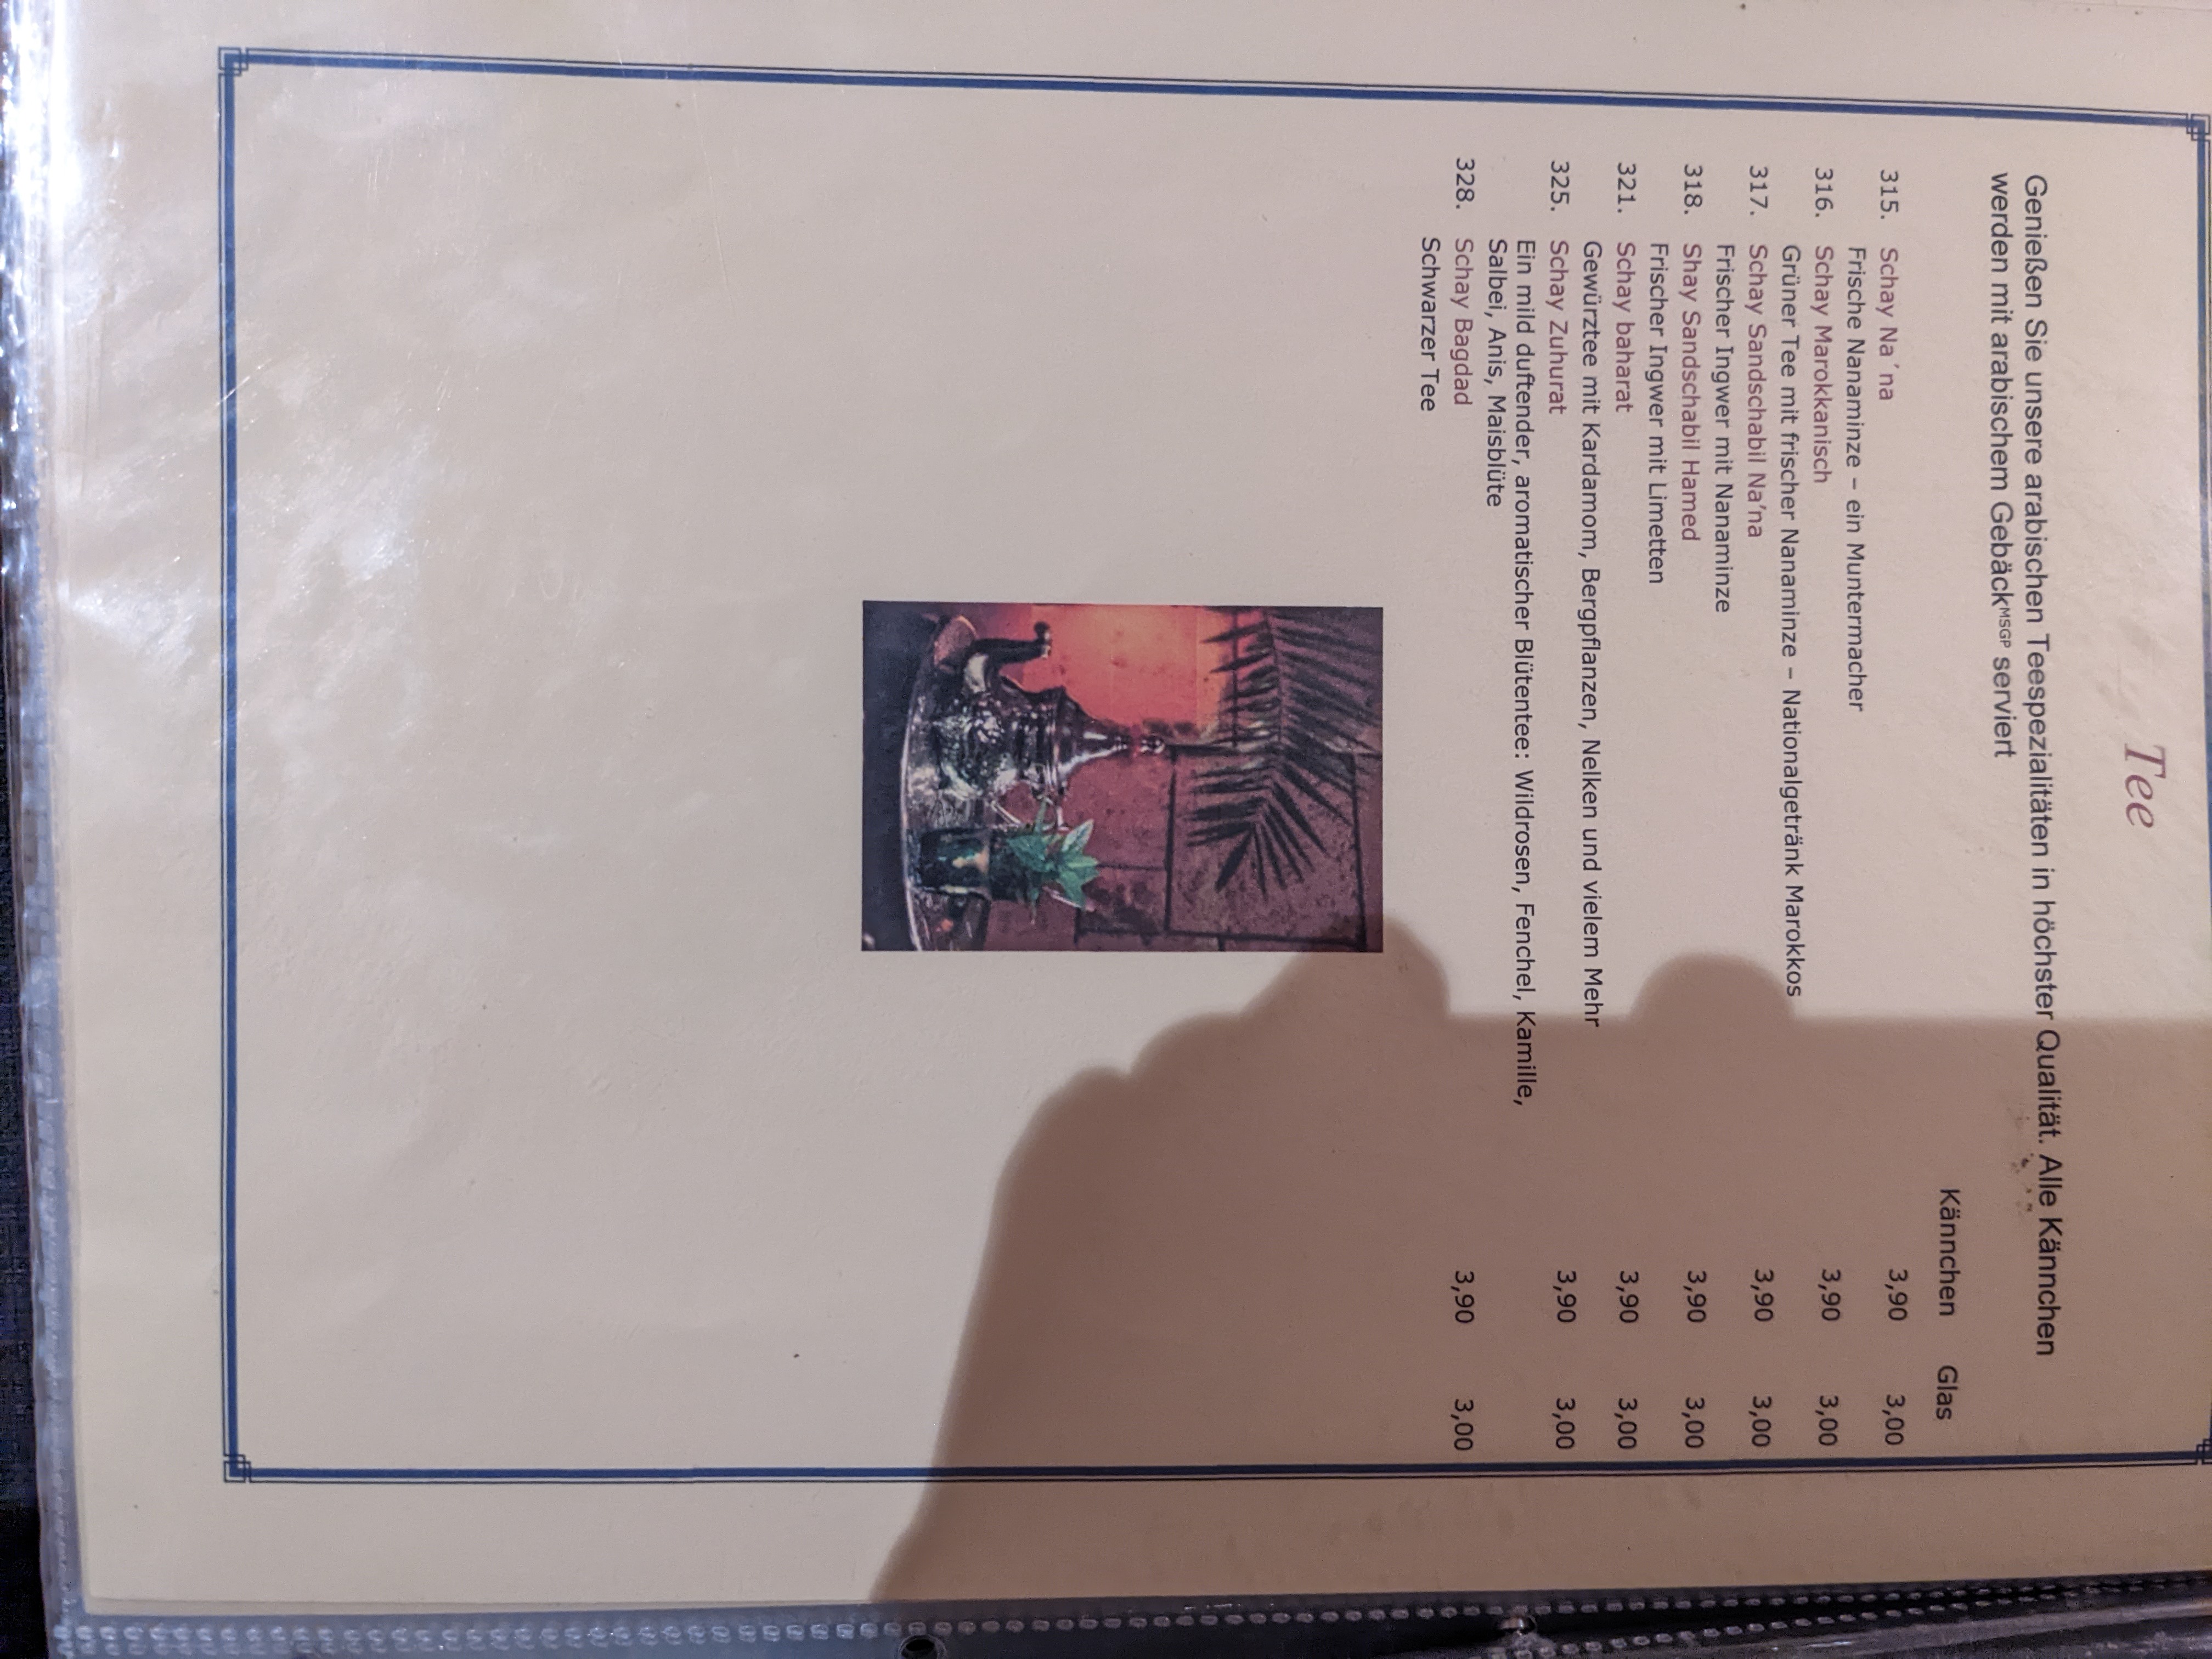 Tee
Genießen Sie unsere arabischen Teespezialitäten in höchster Qualität. Alle Kännchen
werden mit arabischem Gebäckᴹˢᴳᴾ serviert
Kännchen Glas
315. Schay Na´na 3,90 3,00
Frische Nanaminze – ein Muntermacher
316. Schay Marokkanisch 3,90 3,00
Grüner Tee mit frischer Nanaminze – Nationalgetränk Marokkos
317. Schay Sandschabil Na’na 3,90 3,00
Frischer Ingwer mit Nanaminze
318. Shay Sandschabil Hamed 3,90 3,00
Frischer Ingwer mit Limetten
321. Schay baharat 3,90 3,00
Gewürztee mit Kardamom, Bergpflanzen, Nelken und vielem Mehr
325. Schay Zuhurat 3,90 3,00
Ein mild duftender, aromatischer Blütentee: Wildrosen, Fenchel, Kamille,
Salbei, Anis, Maisblüte
328. Schay Bagdad 3,90 3,00
Schwarzer Tee